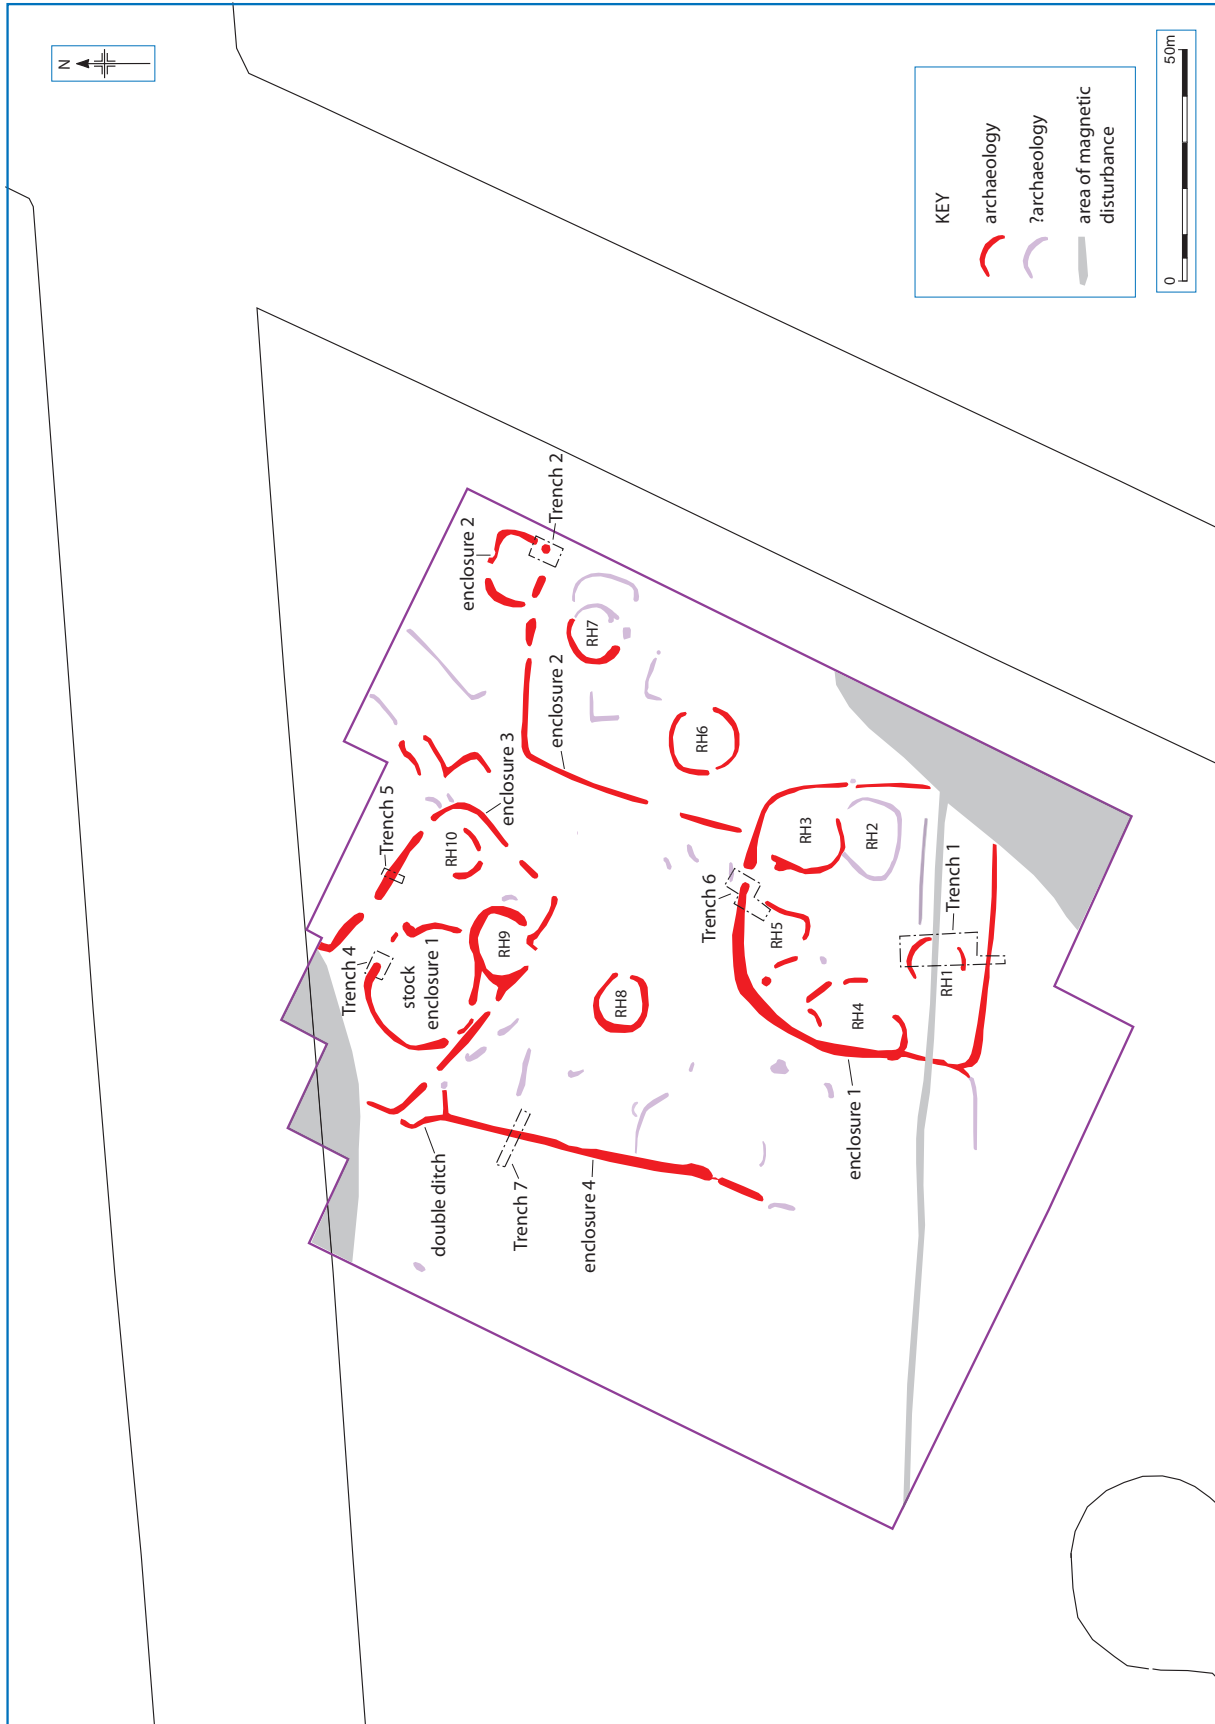 N
enclosure 2
Trench 2
RH7
enclosure 2
RH6
Trench 5
enclosure 3
RH10
Trench 4
stock
enclosure 1
RH9
RH8
double ditch
Trench 7
enclosure 4
Trench 6
RH3
RH2
RH5
RH4
Trench 1
RH1
enclosure 1
KEY
archaeology
?archaeology
area of magnetic
disturbance
0 50m